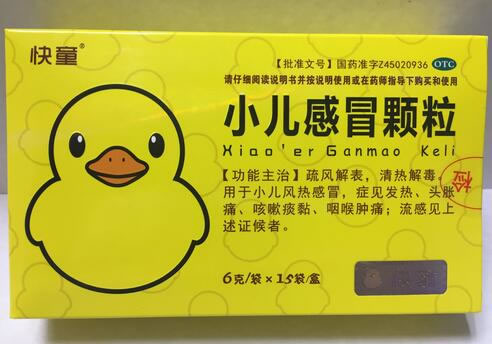 快童®
【批准文号】国药准字Z45020936 OTC
请仔细阅读说明书并按说明使用或在药师指导下购买和使用
小儿感冒颗粒
Xiao'er Ganmao Keli
【功能主治】疏风解表，清热解毒。
用于小儿风热感冒，症见发热、头胀
痛、咳嗽痰黏、咽喉肿痛；流感见上
述证候者。
6克/袋×15袋/盒